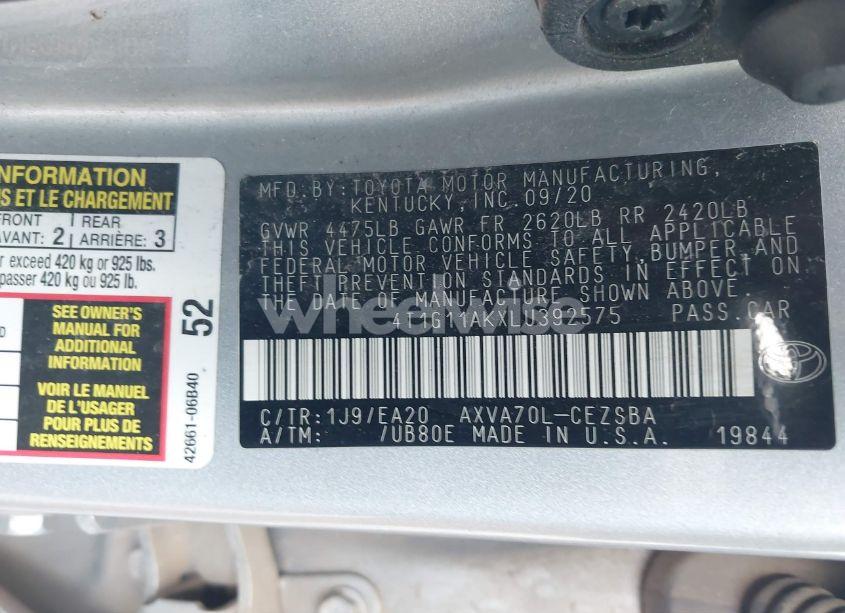 INFORMATION
S ET LE CHARGEMENT
FRONT REAR
AVANT: 2 ARRIÈRE: 3
r exceed 420 kg or 925 lbs.
passer 420 kg ou 925 lb.
SEE OWNER'S
MANUAL FOR
ADDITIONAL
INFORMATION
VOIR LE MANUEL
DE L'USAGER
POUR PLUS DE
RENSEIGNEMENTS
52
42661-06B40
MFD. BY: TOYOTA MOTOR MANUFACTURING,
KENTUCKY, INC. 09/20
GVWR 4475LB GAWR FR 2620LB RR 2420LB
THIS VEHICLE CONFORMS TO ALL APPLICABLE
FEDERAL MOTOR VEHICLE SAFETY, BUMPER, AND
THEFT PREVENTION STANDARDS IN EFFECT ON
THE DATE OF MANUFACTURE SHOWN ABOVE.
4T1G11AKXLU392575 PASS. CAR
wheelwise
C/TR: 1J9/EA20 AXVA70L-CEZSBA
A/TM: /UB80E MADE IN U.S.A. 19844